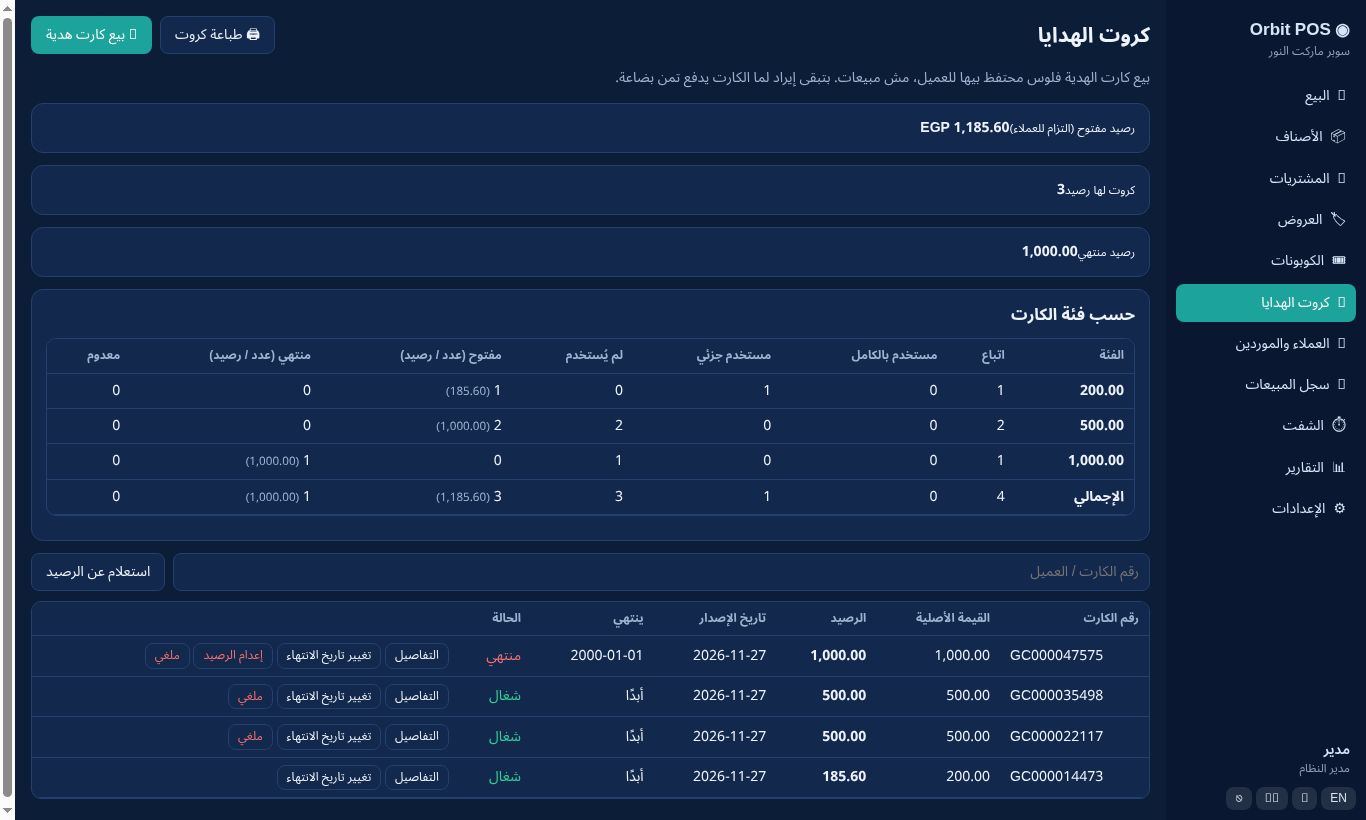 Orbit POS
سوبر ماركت النور
البيع
الأصناف
المشتريات
العروض
الكوبونات
كروت الهدايا
العملاء والموردين
سجل المبيعات
الشفت
التقارير
الإعدادات
مدير
مدير النظام
EN
كروت الهدايا
طباعة كروت
بيع كارت هدية
بيع كارت الهدية فلوس محتفظ بيها للعميل، مش مبيعات. بتبقى إيراد لما الكارت يدفع تمن بضاعة.
رصيد مفتوح (التزام للعملاء) 1,185.60 EGP
كروت لها رصيد 3
رصيد منتهي 1,000.00
حسب فئة الكارت
الفئة اتباع مستخدم بالكامل مستخدم جزئي لم يُستخدم مفتوح (عدد / رصيد) منتهي (عدد / رصيد) معدوم
200.00 1 0 1 0 1 (185.60) 0 0
500.00 2 0 0 2 2 (1,000.00) 0 0
1,000.00 1 0 0 1 0 1 (1,000.00) 0
الإجمالي 4 0 1 3 3 (1,185.60) 1 (1,000.00) 0
رقم الكارت / العميل
استعلام عن الرصيد
رقم الكارت القيمة الأصلية الرصيد تاريخ الإصدار ينتهي الحالة
GC000047575 1,000.00 1,000.00 2026-11-27 2000-01-01 منتهي التفاصيل تغيير تاريخ الانتهاء إعدام الرصيد ملغي
GC000035498 500.00 500.00 2026-11-27 أبدًا شغال التفاصيل تغيير تاريخ الانتهاء ملغي
GC000022117 500.00 500.00 2026-11-27 أبدًا شغال التفاصيل تغيير تاريخ الانتهاء ملغي
GC000014473 200.00 185.60 2026-11-27 أبدًا شغال التفاصيل تغيير تاريخ الانتهاء